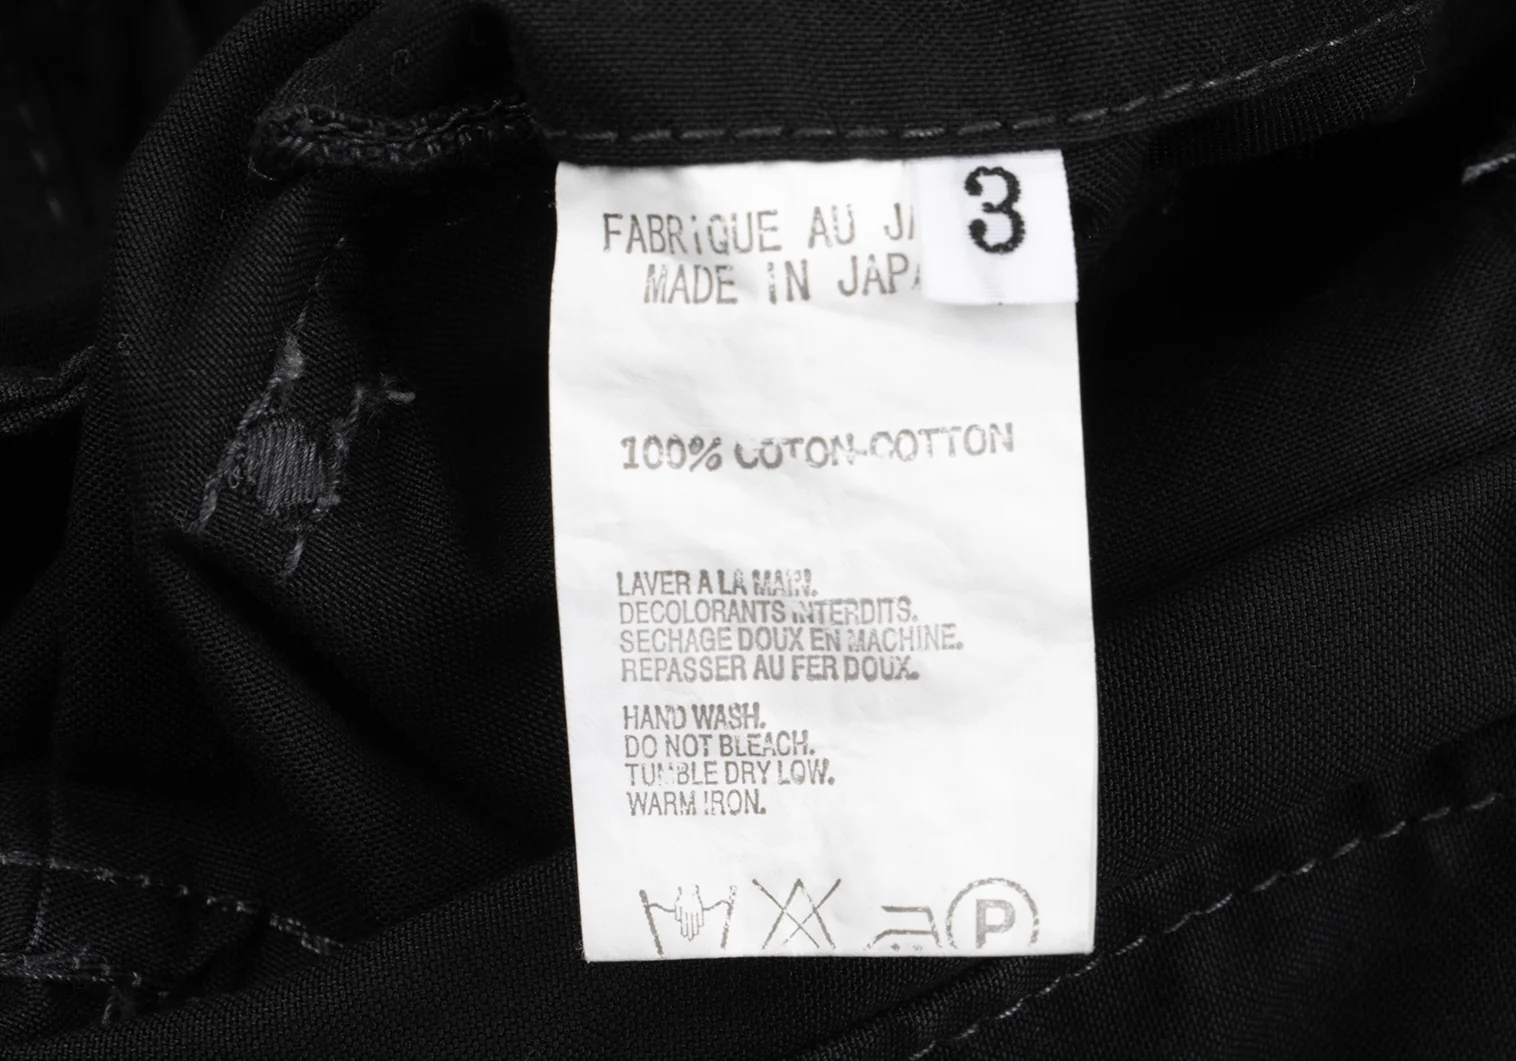 FABRIQUE AU JA
3
MADE IN JAPA
100% COTON-COTTON
LAVER A LA MAIN.
DECOLORANTS INTERDITS.
SECHAGE DOUX EN MACHINE.
REPASSER AU FER DOUX.
HAND WASH.
DO NOT BLEACH.
TUMBLE DRY LOW.
WARM IRON.
P